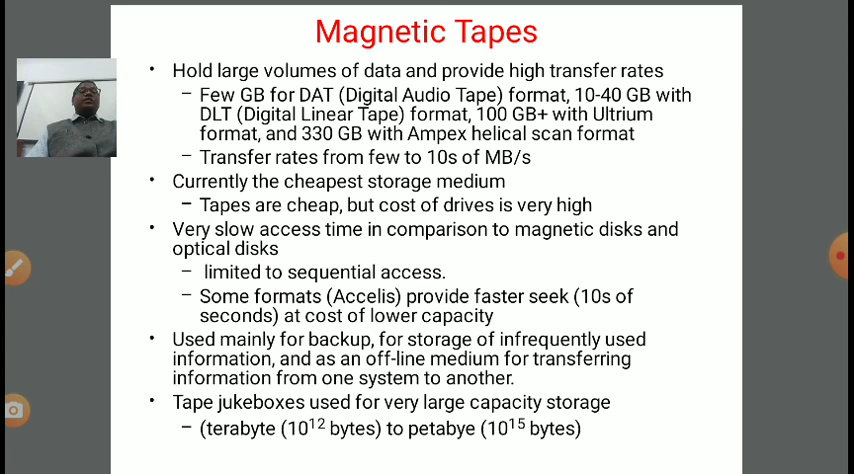 Magnetic Tapes
• Hold large volumes of data and provide high transfer rates
– Few GB for DAT (Digital Audio Tape) format, 10-40 GB with
DLT (Digital Linear Tape) format, 100 GB+ with Ultrium
format, and 330 GB with Ampex helical scan format
– Transfer rates from few to 10s of MB/s
• Currently the cheapest storage medium
– Tapes are cheap, but cost of drives is very high
• Very slow access time in comparison to magnetic disks and
optical disks
– limited to sequential access.
– Some formats (Accelis) provide faster seek (10s of
seconds) at cost of lower capacity
• Used mainly for backup, for storage of infrequently used
information, and as an off-line medium for transferring
information from one system to another.
• Tape jukeboxes used for very large capacity storage
– (terabyte (10¹² bytes) to petabye (10¹⁵ bytes)